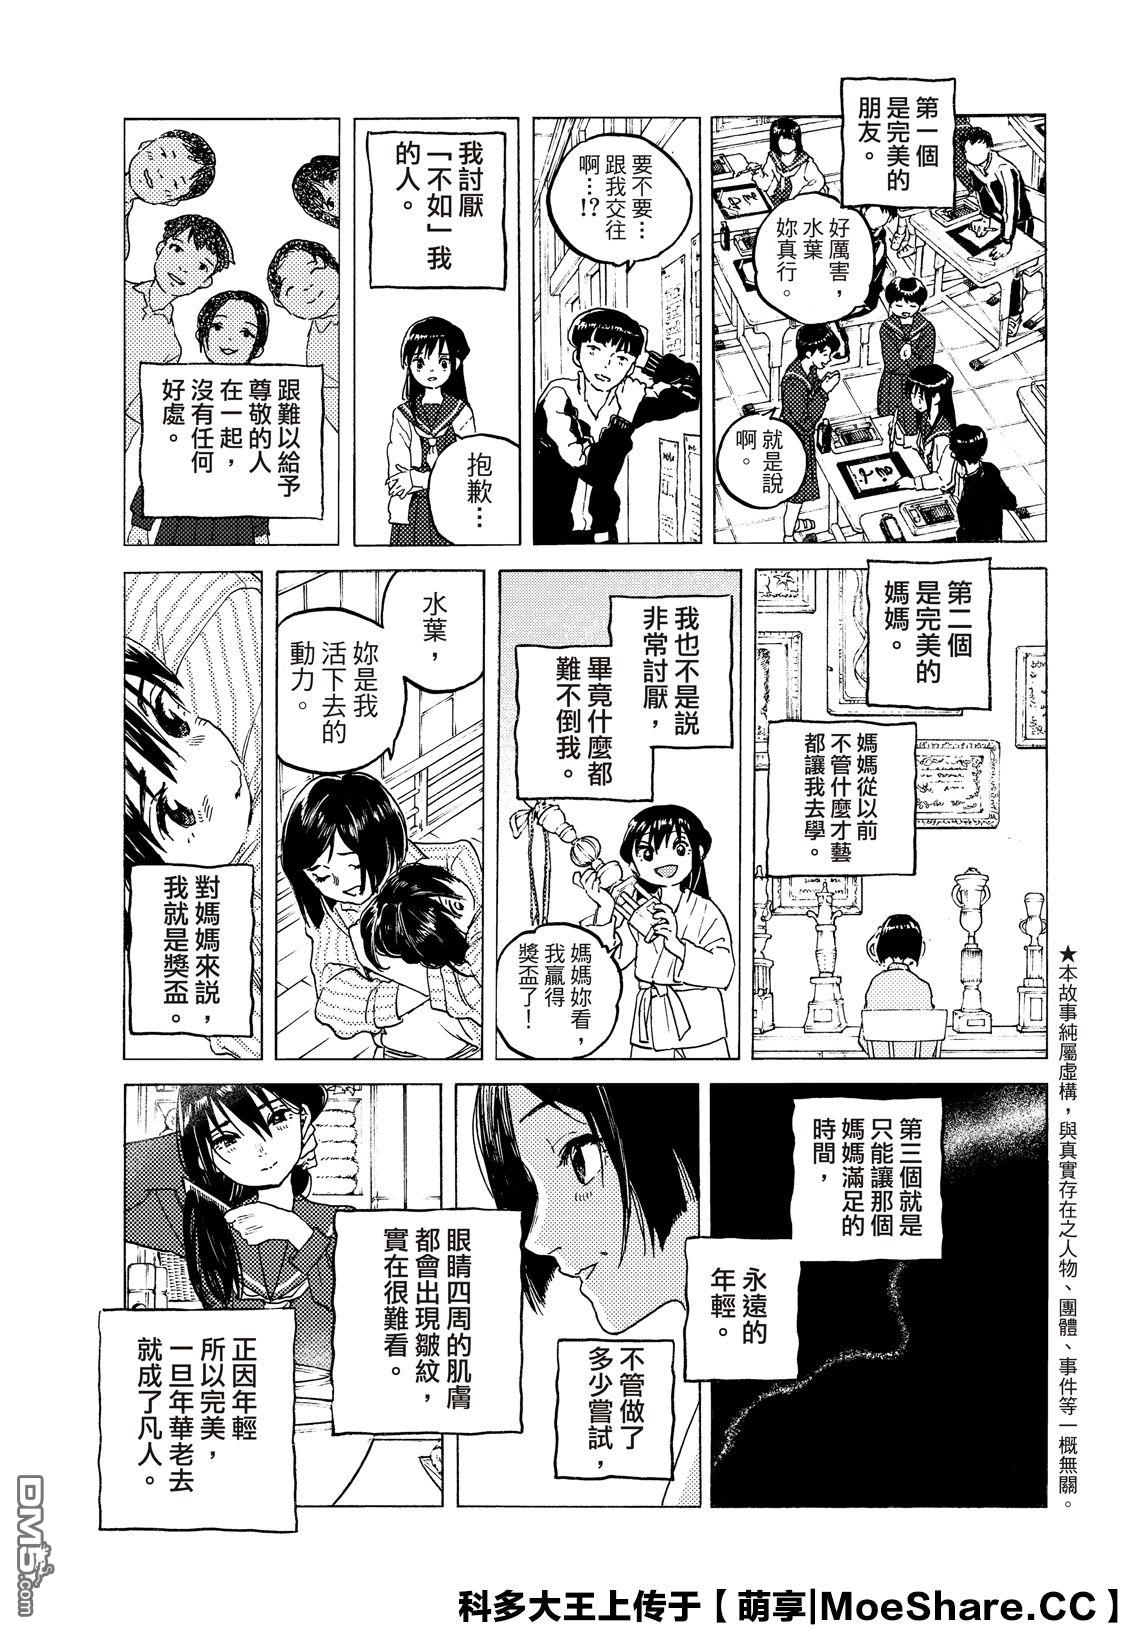 第一個
是完美的
朋友。
好厲害，
水葉
妳真行。
就是說
啊。
要不要…
跟我交往
啊…!?
我討厭
「不如」我
的人。
抱歉…
跟難以給予
尊敬的人
在一起，
沒有任何
好處。
第二個
是完美的
媽媽。
媽媽從以前
不管什麼才藝
都讓我去學。
我也不是說
非常討厭，
畢竟什麼都
難不倒我。
媽媽妳看，
我贏得
獎盃了！
水葉，
妳是我
活下去的
動力。
對媽媽來說，
我就是獎盃。
第三個就是
只能讓那個
媽媽滿足的
時間，
永遠的
年輕。
不管做了
多少嘗試，
眼睛四周的肌膚
都會出現皺紋，
實在很難看。
正因年輕
所以完美，
一旦年華老去
就成了凡人。
★本故事純屬虛構，與真實存在之人物、團體、事件等一概無關。
DM5.com
科多大王上传于【萌享|MoeShare.CC】